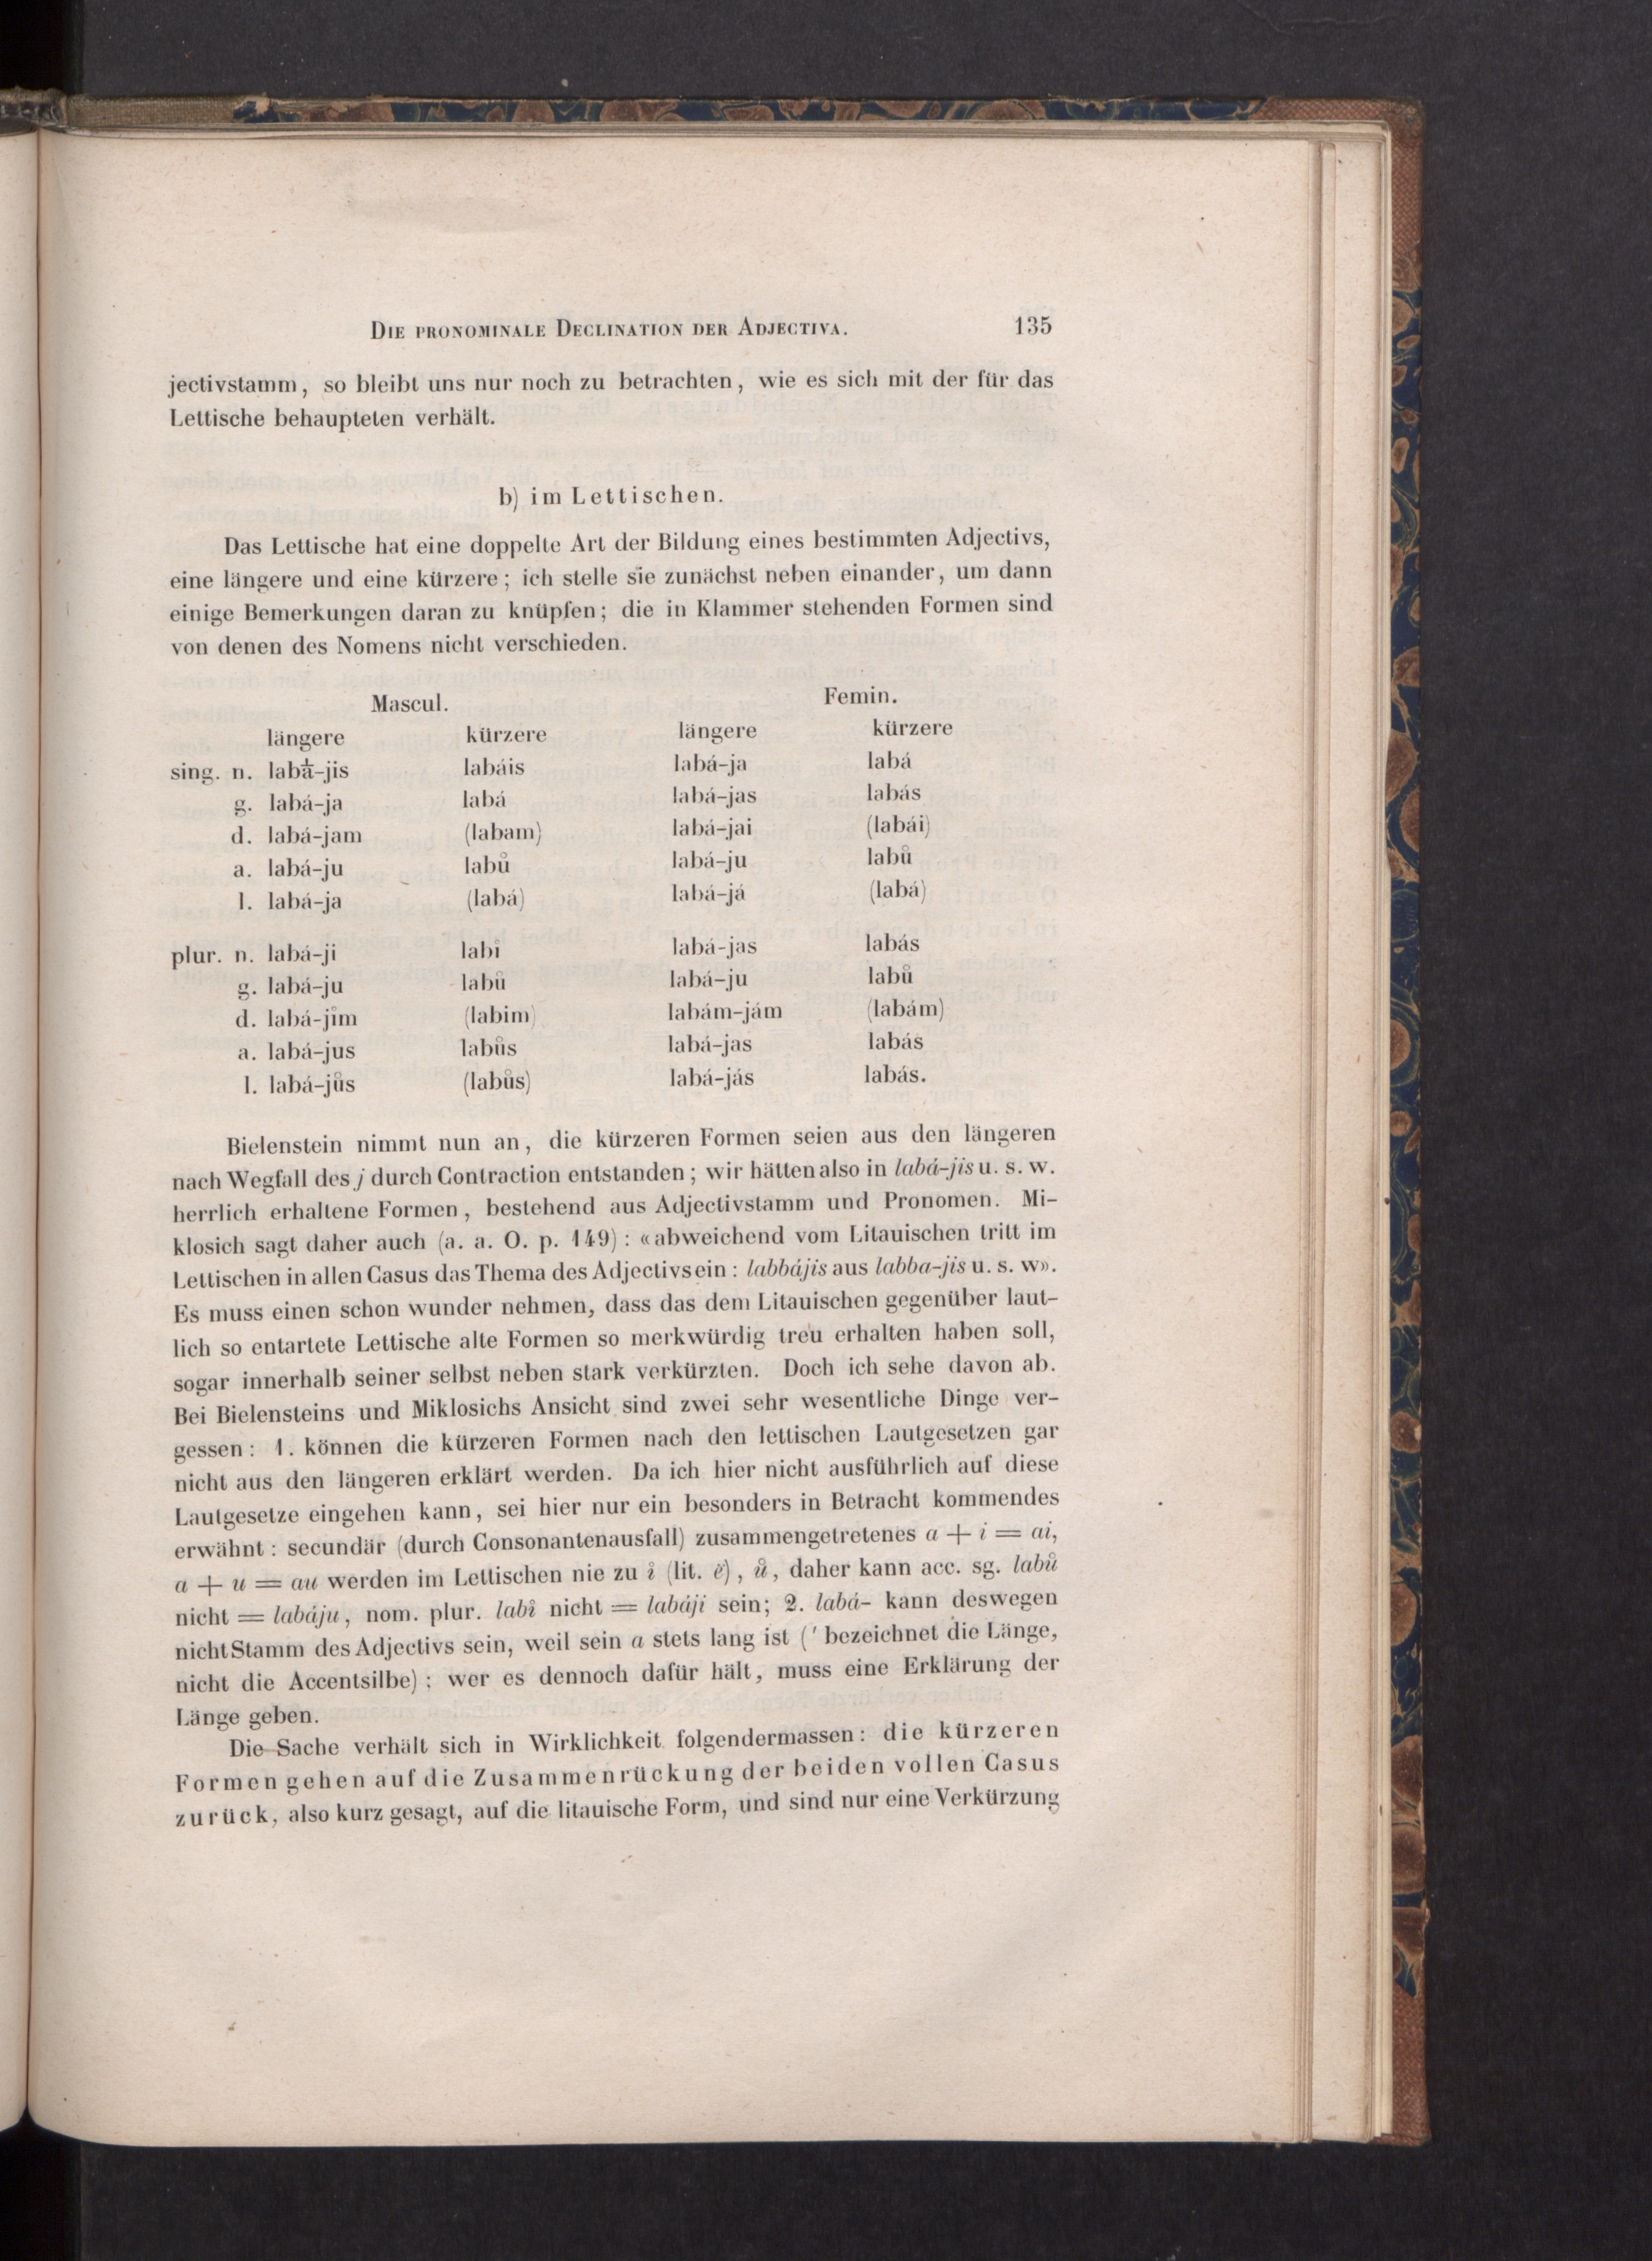 DIE PRONOMINALE DECLINATION DER ADJECTIVA. 135
jectivstamm, so bleibt uns nur noch zu betrachten, wie es sich mit der für das
Lettische behaupteten verhält.
b) im Lettischen.
Das Lettische hat eine doppelte Art der Bildung eines bestimmten Adjectivs,
eine längere und eine kürzere; ich stelle sie zunächst neben einander, um dann
einige Bemerkungen daran zu knüpfen; die in Klammer stehenden Formen sind
von denen des Nomens nicht verschieden.
Mascul. Femin.
längere kürzere längere kürzere
sing. n. labá-jis labáis labá-ja labá
g. labá-ja labá labá-jas labás
d. labá-jam (labam) labá-jai (labái)
a. labá-ju labů labá-ju labů
l. labá-ja (labá) labá-já (labá)
plur. n. labá-ji labi̊ labá-jas labás
g. labá-ju labů labá-ju labů
d. labá-ji̊m (labim) labám-jám (labám)
a. labá-jus labůs labá-jas labás
l. labá-jůs (labůs) labá-jás labás.
Bielenstein nimmt nun an, die kürzeren Formen seien aus den längeren
nach Wegfall des j durch Contraction entstanden; wir hätten also in labá-jis u. s. w.
herrlich erhaltene Formen, bestehend aus Adjectivstamm und Pronomen. Mi-
klosich sagt daher auch (a. a. O. p. 149): «abweichend vom Litauischen tritt im
Lettischen in allen Casus das Thema des Adjectivs ein: labbájis aus labba-jis u. s. w».
Es muss einen schon wunder nehmen, dass das dem Litauischen gegenüber laut-
lich so entartete Lettische alte Formen so merkwürdig treu erhalten haben soll,
sogar innerhalb seiner selbst neben stark verkürzten. Doch ich sehe davon ab.
Bei Bielensteins und Miklosichs Ansicht sind zwei sehr wesentliche Dinge ver-
gessen: 1. können die kürzeren Formen nach den lettischen Lautgesetzen gar
nicht aus den längeren erklärt werden. Da ich hier nicht ausführlich auf diese
Lautgesetze eingehen kann, sei hier nur ein besonders in Betracht kommendes
erwähnt: secundär (durch Consonantenausfall) zusammengetretenes a + i = ai,
a + u = au werden im Lettischen nie zu i̊ (lit. ë), ů, daher kann acc. sg. labů
nicht = labáju, nom. plur. labi̊ nicht = labáji sein; 2. labá- kann deswegen
nicht Stamm des Adjectivs sein, weil sein a stets lang ist (' bezeichnet die Länge,
nicht die Accentsilbe); wer es dennoch dafür hält, muss eine Erklärung der
Länge geben.
Die Sache verhält sich in Wirklichkeit folgendermassen: die kürzeren
Formen gehen auf die Zusammenrückung der beiden vollen Casus
zurück, also kurz gesagt, auf die litauische Form, und sind nur eine Verkürzung